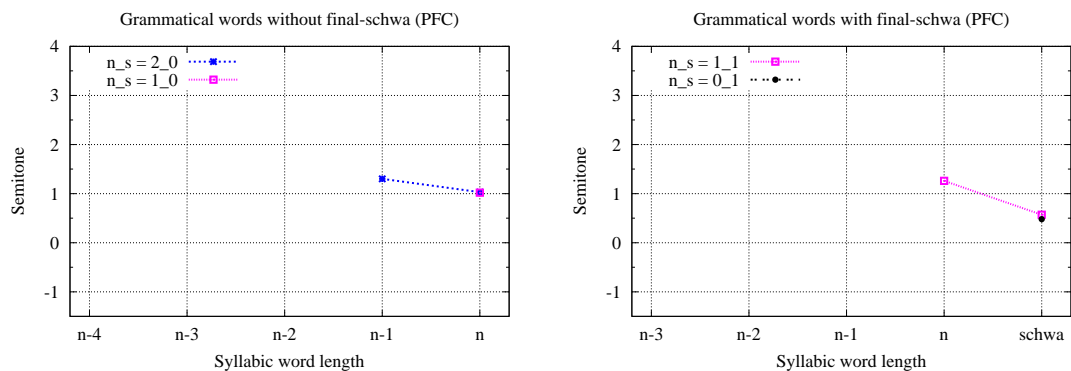 Grammatical words without final-schwa (PFC)
n_s = 2_0
n_s = 1_0
4
3
2
1
0
-1
Semitone
n-4 n-3 n-2 n-1 n
Syllabic word length
Grammatical words with final-schwa (PFC)
n_s = 1_1
n_s = 0_1
4
3
2
1
0
-1
Semitone
n-3 n-2 n-1 n schwa
Syllabic word length